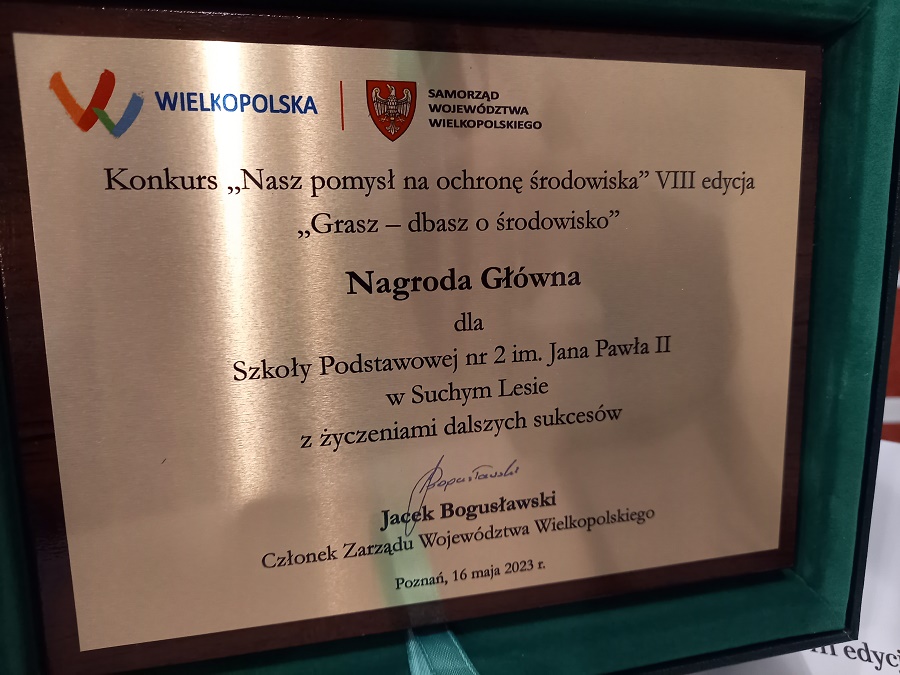 WIELKOPOLSKA
SAMORZĄD
WOJEWÓDZTWA
WIELKOPOLSKIEGO
Konkurs „Nasz pomysł na ochronę środowiska” VIII edycja
„Grasz – dbasz o środowisko”
Nagroda Główna
dla
Szkoły Podstawowej nr 2 im. Jana Pawła II
w Suchym Lesie
z życzeniami dalszych sukcesów
Bogusławski
Jacek Bogusławski
Członek Zarządu Województwa Wielkopolskiego
Poznań, 16 maja 2023 r.